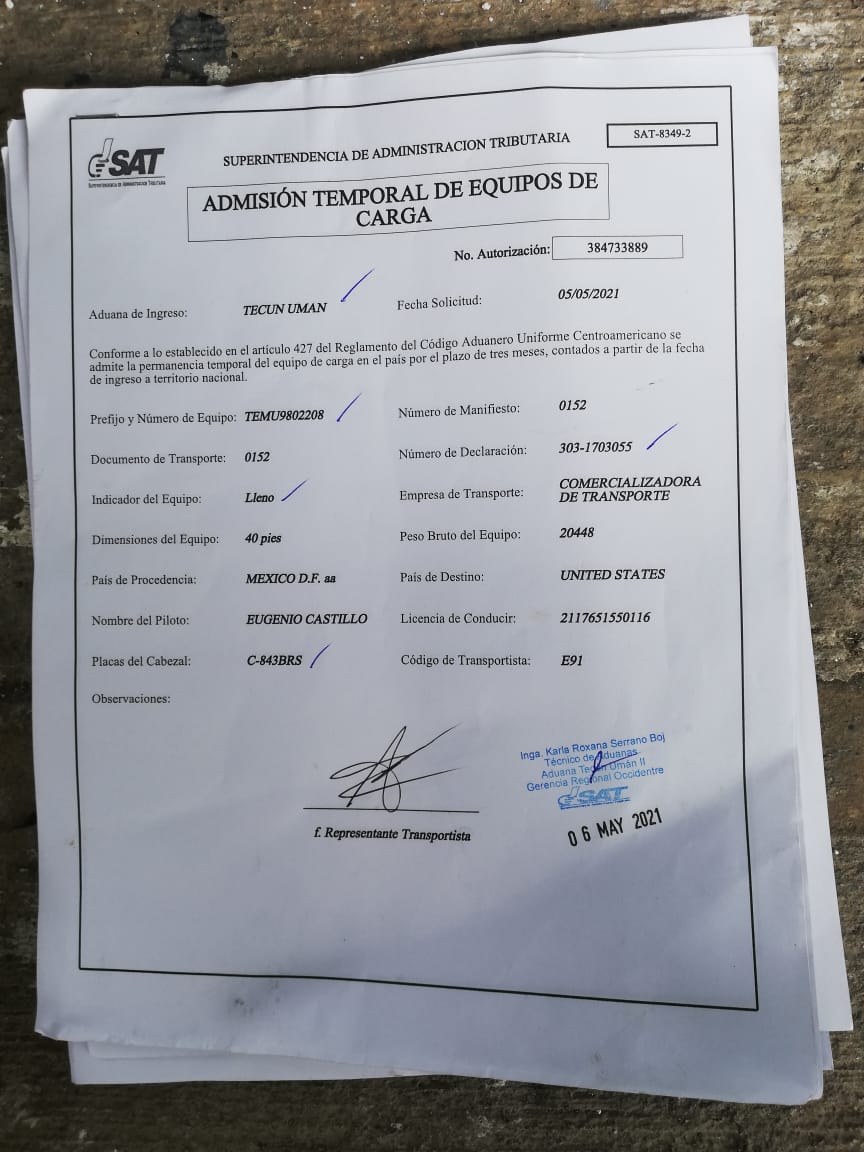 SAT
SUPERINTENDENCIA DE ADMINISTRACION TRIBUTARIA
SUPERINTENDENCIA DE ADMINISTRACION TRIBUTARIA
SAT-8349-2
ADMISIÓN TEMPORAL DE EQUIPOS DE
CARGA
No. Autorización: 384733889
Aduana de Ingreso: TECUN UMAN Fecha Solicitud: 05/05/2021
Conforme a lo establecido en el artículo 427 del Reglamento del Código Aduanero Uniforme Centroamericano se
admite la permanencia temporal del equipo de carga en el país por el plazo de tres meses, contados a partir de la fecha
de ingreso a territorio nacional.
Prefijo y Número de Equipo: TEMU9802208 Número de Manifiesto: 0152
Documento de Transporte: 0152 Número de Declaración: 303-1703055
Indicador del Equipo: Lleno Empresa de Transporte: COMERCIALIZADORA
DE TRANSPORTE
Dimensiones del Equipo: 40 pies Peso Bruto del Equipo: 20448
País de Procedencia: MEXICO D.F. aa País de Destino: UNITED STATES
Nombre del Piloto: EUGENIO CASTILLO Licencia de Conducir: 2117651550116
Placas del Cabezal: C-843BRS Código de Transportista: E91
Observaciones:
Inga. Karla Roxana Serrano Boj
Técnico de Aduanas
Aduana Tecún Umán II
Gerencia Regional Occidente
SAT
06 MAY 2021
f. Representante Transportista